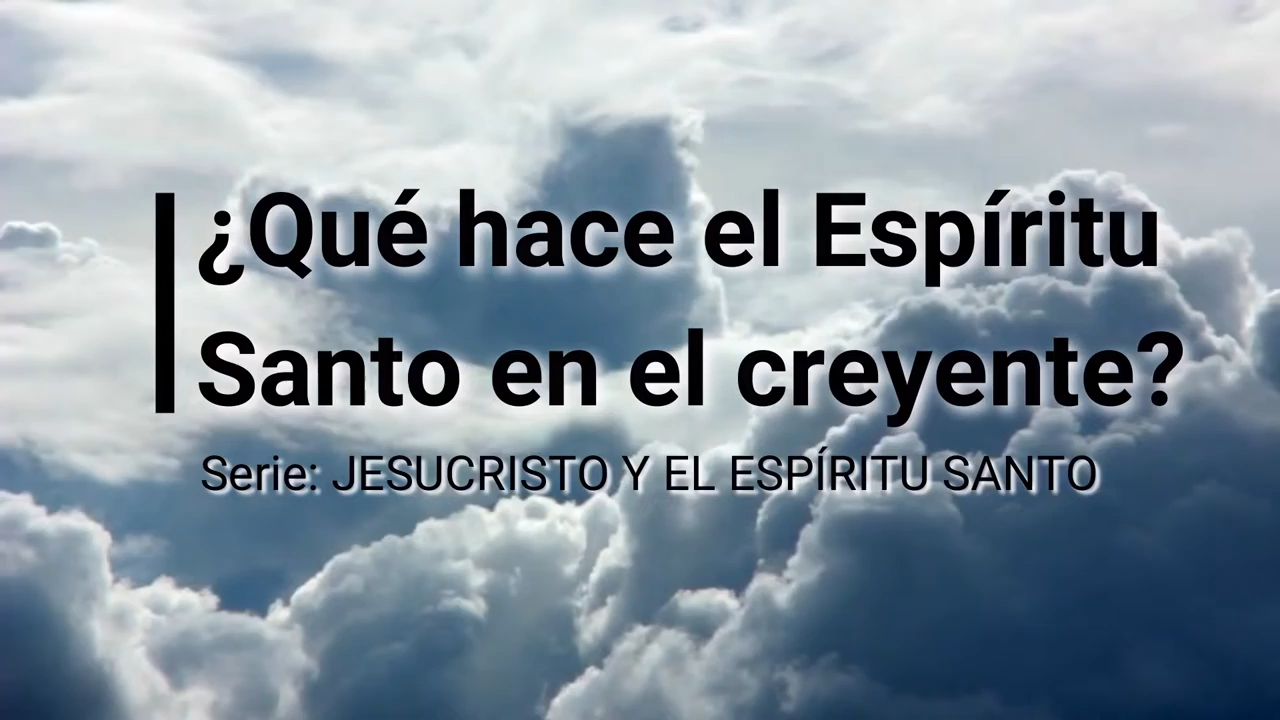 ¿Qué hace el Espíritu
Santo en el creyente?
Serie: JESUCRISTO Y EL ESPÍRITU SANTO